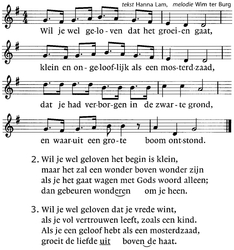 tekst Hanna Lam, melodie Wim ter Burg
Wil je wel ge-lo-ven dat het groei-en gaat,
klein en on-ge-loof-lijk als een mos-terd-zaad,
dat je had ver-bor-gen in de zwar-te grond,
en waar-uit een gro-te boom ont-stond.
2. Wil je wel geloven het begin is klein,
maar het zal een wonder boven wonder zijn
als je het gaat wagen met Gods woord alleen;
dan gebeuren wonderen om je heen.
3. Wil je wel geloven dat je vrede wint,
als je vol vertrouwen leeft, zoals een kind.
Als je een geloof hebt als een mosterdzaad,
groeit de liefde uit boven de haat.